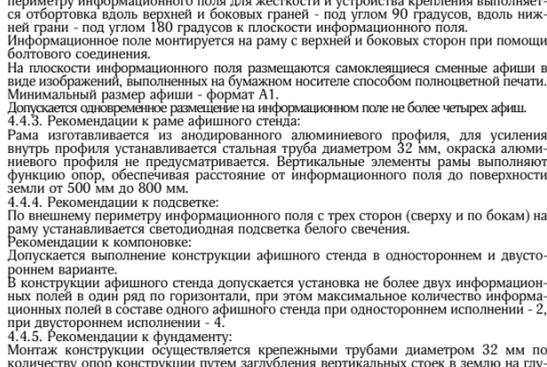 периметру информационного поля для жесткости и устройства крепления выполняет-
ся отбортовка вдоль верхней и боковых граней - под углом 90 градусов, вдоль ниж-
ней грани - под углом 180 градусов к плоскости информационного поля.
Информационное поле монтируется на раму с верхней и боковых сторон при помощи
болтового соединения.
На плоскости информационного поля размещаются самоклеящиеся сменные афиши в
виде изображений, выполненных на бумажном носителе способом полноцветной печати.
Минимальный размер афиши - формат А1.
Допускается одновременное размещение на информационном поле не более четырех афиш.
4.4.3. Рекомендации к раме афишного стенда:
Рама изготавливается из анодированного алюминиевого профиля, для усиления
внутрь профиля устанавливается стальная труба диаметром 32 мм, окраска алюми-
ниевого профиля не предусматривается. Вертикальные элементы рамы выполняют
функцию опор, обеспечивая расстояние от информационного поля до поверхности
земли от 500 мм до 800 мм.
4.4.4. Рекомендации к подсветке:
По внешнему периметру информационного поля с трех сторон (сверху и по бокам) на
раму устанавливается светодиодная подсветка белого свечения.
Рекомендации к компоновке:
Допускается выполнение конструкции афишного стенда в одностороннем и двусто-
роннем варианте.
В конструкции афишного стенда допускается установка не более двух информацион-
ных полей в один ряд по горизонтали, при этом максимальное количество информа-
ционных полей в составе одного афишного стенда при одностороннем исполнении - 2,
при двустороннем исполнении - 4.
4.4.5. Рекомендации к фундаменту:
Монтаж конструкции осуществляется крепежными трубами диаметром 32 мм по
количеству опор конструкции путем заглубления вертикальных стоек в землю на глу-